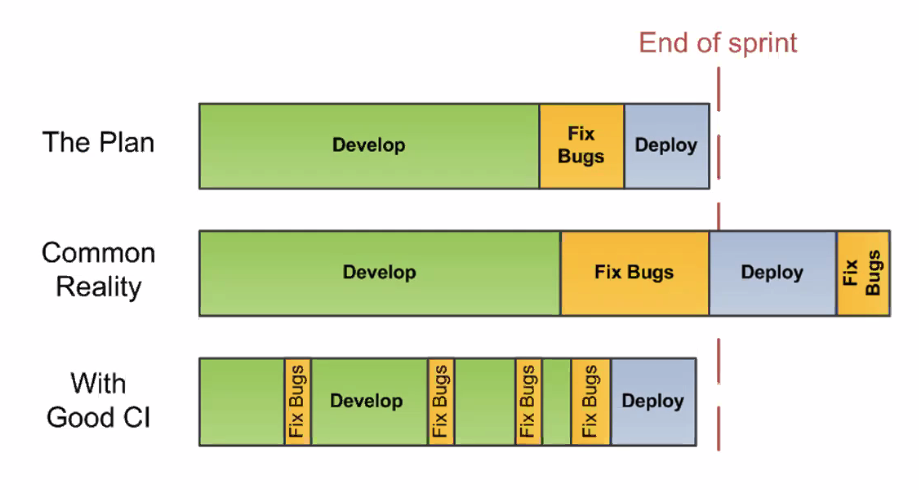 End of sprint
The Plan
Develop
Fix
Bugs
Deploy
Common
Reality
Develop
Fix Bugs
Deploy
Fix
Bugs
With
Good CI
Fix Bugs
Develop
Fix Bugs
Fix Bugs
Fix Bugs
Deploy